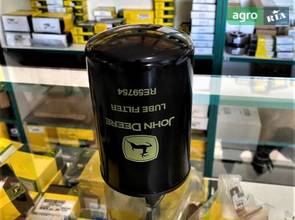 agro RIA
JOHN DEERE
LUBE FILTER
RE59754